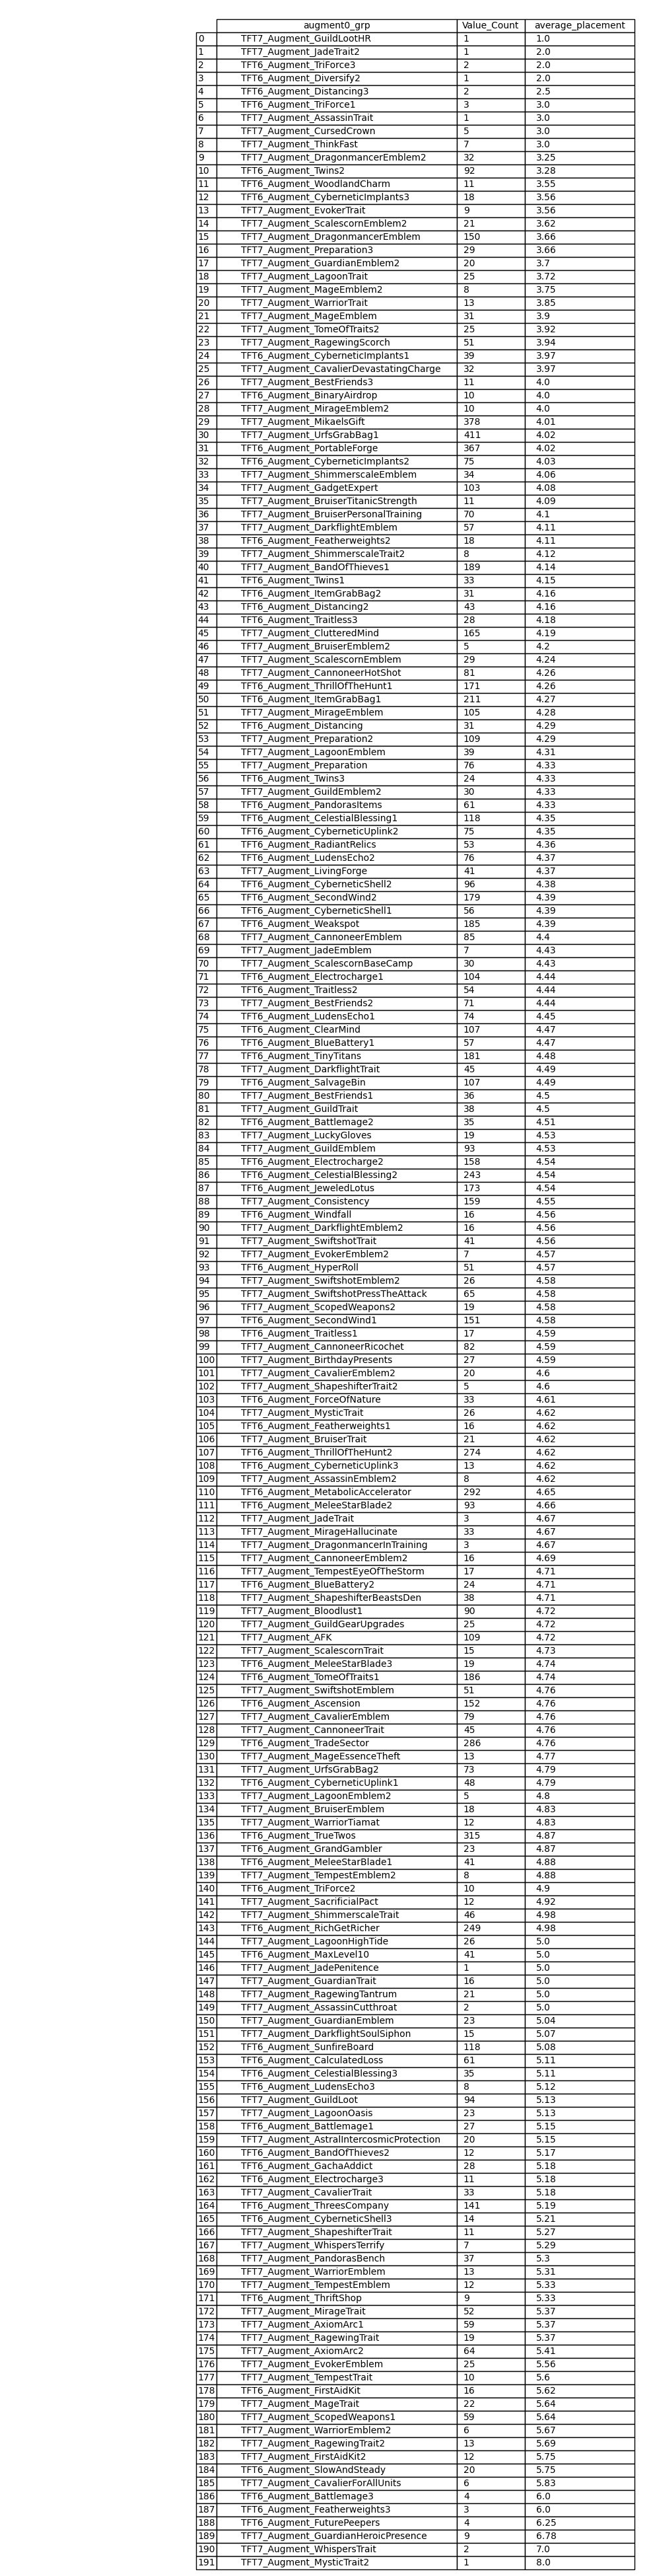 augment0_grp Value_Count average_placement
0 TFT7_Augment_GuildLootHR 1 1.0
1 TFT7_Augment_JadeTrait2 1 2.0
2 TFT6_Augment_TriForce3 2 2.0
3 TFT6_Augment_Diversify2 1 2.0
4 TFT6_Augment_Distancing3 2 2.5
5 TFT6_Augment_TriForce1 3 3.0
6 TFT7_Augment_AssassinTrait 1 3.0
7 TFT7_Augment_CursedCrown 5 3.0
8 TFT7_Augment_ThinkFast 7 3.0
9 TFT7_Augment_DragonmancerEmblem2 32 3.25
10 TFT6_Augment_Twins2 92 3.28
11 TFT6_Augment_WoodlandCharm 11 3.55
12 TFT6_Augment_CyberneticImplants3 18 3.56
13 TFT7_Augment_EvokerTrait 9 3.56
14 TFT7_Augment_ScalescornEmblem2 21 3.62
15 TFT7_Augment_DragonmancerEmblem 150 3.66
16 TFT7_Augment_Preparation3 29 3.66
17 TFT7_Augment_GuardianEmblem2 20 3.7
18 TFT7_Augment_LagoonTrait 25 3.72
19 TFT7_Augment_MageEmblem2 8 3.75
20 TFT7_Augment_WarriorTrait 13 3.85
21 TFT7_Augment_MageEmblem 31 3.9
22 TFT7_Augment_TomeOfTraits2 25 3.92
23 TFT7_Augment_RagewingScorch 51 3.94
24 TFT6_Augment_CyberneticImplants1 39 3.97
25 TFT7_Augment_CavalierDevastatingCharge 32 3.97
26 TFT7_Augment_BestFriends3 11 4.0
27 TFT6_Augment_BinaryAirdrop 10 4.0
28 TFT7_Augment_MirageEmblem2 10 4.0
29 TFT7_Augment_MikaelsGift 378 4.01
30 TFT7_Augment_UrfsGrabBag1 411 4.02
31 TFT6_Augment_PortableForge 367 4.02
32 TFT6_Augment_CyberneticImplants2 75 4.03
33 TFT7_Augment_ShimmerscaleEmblem 34 4.06
34 TFT7_Augment_GadgetExpert 103 4.08
35 TFT7_Augment_BruiserTitanicStrength 11 4.09
36 TFT7_Augment_BruiserPersonalTraining 70 4.1
37 TFT7_Augment_DarkflightEmblem 57 4.11
38 TFT6_Augment_Featherweights2 18 4.11
39 TFT7_Augment_ShimmerscaleTrait2 8 4.12
40 TFT7_Augment_BandOfThieves1 189 4.14
41 TFT6_Augment_Twins1 33 4.15
42 TFT6_Augment_ItemGrabBag2 31 4.16
43 TFT6_Augment_Distancing2 43 4.16
44 TFT6_Augment_Traitless3 28 4.18
45 TFT7_Augment_ClutteredMind 165 4.19
46 TFT7_Augment_BruiserEmblem2 5 4.2
47 TFT7_Augment_ScalescornEmblem 29 4.24
48 TFT7_Augment_CannoneerHotShot 81 4.26
49 TFT6_Augment_ThrillOfTheHunt1 171 4.26
50 TFT6_Augment_ItemGrabBag1 211 4.27
51 TFT7_Augment_MirageEmblem 105 4.28
52 TFT6_Augment_Distancing 31 4.29
53 TFT7_Augment_Preparation2 109 4.29
54 TFT7_Augment_LagoonEmblem 39 4.31
55 TFT7_Augment_Preparation 76 4.33
56 TFT6_Augment_Twins3 24 4.33
57 TFT7_Augment_GuildEmblem2 30 4.33
58 TFT6_Augment_PandorasItems 61 4.33
59 TFT6_Augment_CelestialBlessing1 118 4.35
60 TFT6_Augment_CyberneticUplink2 75 4.35
61 TFT6_Augment_RadiantRelics 53 4.36
62 TFT6_Augment_LudensEcho2 76 4.37
63 TFT7_Augment_LivingForge 41 4.37
64 TFT6_Augment_CyberneticShell2 96 4.38
65 TFT6_Augment_SecondWind2 179 4.39
66 TFT6_Augment_CyberneticShell1 56 4.39
67 TFT6_Augment_Weakspot 185 4.39
68 TFT7_Augment_CannoneerEmblem 85 4.4
69 TFT7_Augment_JadeEmblem 7 4.43
70 TFT7_Augment_ScalescornBaseCamp 30 4.43
71 TFT6_Augment_Electrocharge1 104 4.44
72 TFT6_Augment_Traitless2 54 4.44
73 TFT7_Augment_BestFriends2 71 4.44
74 TFT6_Augment_LudensEcho1 74 4.45
75 TFT6_Augment_ClearMind 107 4.47
76 TFT6_Augment_BlueBattery1 57 4.47
77 TFT6_Augment_TinyTitans 181 4.48
78 TFT7_Augment_DarkflightTrait 45 4.49
79 TFT6_Augment_SalvageBin 107 4.49
80 TFT7_Augment_BestFriends1 36 4.5
81 TFT7_Augment_GuildTrait 38 4.5
82 TFT6_Augment_Battlemage2 35 4.51
83 TFT7_Augment_LuckyGloves 19 4.53
84 TFT7_Augment_GuildEmblem 93 4.53
85 TFT6_Augment_Electrocharge2 158 4.54
86 TFT6_Augment_CelestialBlessing2 243 4.54
87 TFT6_Augment_JeweledLotus 173 4.54
88 TFT7_Augment_Consistency 159 4.55
89 TFT6_Augment_Windfall 16 4.56
90 TFT7_Augment_DarkflightEmblem2 16 4.56
91 TFT7_Augment_SwiftshotTrait 41 4.56
92 TFT7_Augment_EvokerEmblem2 7 4.57
93 TFT6_Augment_HyperRoll 51 4.57
94 TFT7_Augment_SwiftshotEmblem2 26 4.58
95 TFT7_Augment_SwiftshotPressTheAttack 65 4.58
96 TFT7_Augment_ScopedWeapons2 19 4.58
97 TFT6_Augment_SecondWind1 151 4.58
98 TFT6_Augment_Traitless1 17 4.59
99 TFT7_Augment_CannoneerRicochet 82 4.59
100 TFT7_Augment_BirthdayPresents 27 4.59
101 TFT7_Augment_CavalierEmblem2 20 4.6
102 TFT7_Augment_ShapeshifterTrait2 5 4.6
103 TFT6_Augment_ForceOfNature 33 4.61
104 TFT7_Augment_MysticTrait 26 4.62
105 TFT6_Augment_Featherweights1 16 4.62
106 TFT7_Augment_BruiserTrait 21 4.62
107 TFT6_Augment_ThrillOfTheHunt2 274 4.62
108 TFT6_Augment_CyberneticUplink3 13 4.62
109 TFT7_Augment_AssassinEmblem2 8 4.62
110 TFT6_Augment_MetabolicAccelerator 292 4.65
111 TFT6_Augment_MeleeStarBlade2 93 4.66
112 TFT7_Augment_JadeTrait 3 4.67
113 TFT7_Augment_MirageHallucinate 33 4.67
114 TFT7_Augment_DragonmancerInTraining 3 4.67
115 TFT7_Augment_CannoneerEmblem2 16 4.69
116 TFT7_Augment_TempestEyeOfTheStorm 17 4.71
117 TFT6_Augment_BlueBattery2 24 4.71
118 TFT7_Augment_ShapeshifterBeastsDen 38 4.71
119 TFT7_Augment_Bloodlust1 90 4.72
120 TFT7_Augment_GuildGearUpgrades 25 4.72
121 TFT7_Augment_AFK 109 4.72
122 TFT7_Augment_ScalescornTrait 15 4.73
123 TFT6_Augment_MeleeStarBlade3 19 4.74
124 TFT6_Augment_TomeOfTraits1 186 4.74
125 TFT7_Augment_SwiftshotEmblem 51 4.76
126 TFT6_Augment_Ascension 152 4.76
127 TFT7_Augment_CavalierEmblem 79 4.76
128 TFT7_Augment_CannoneerTrait 45 4.76
129 TFT6_Augment_TradeSector 286 4.76
130 TFT7_Augment_MageEssenceTheft 13 4.77
131 TFT7_Augment_UrfsGrabBag2 73 4.79
132 TFT6_Augment_CyberneticUplink1 48 4.79
133 TFT7_Augment_LagoonEmblem2 5 4.8
134 TFT7_Augment_BruiserEmblem 18 4.83
135 TFT7_Augment_WarriorTiamat 12 4.83
136 TFT6_Augment_TrueTwos 315 4.87
137 TFT6_Augment_GrandGambler 23 4.87
138 TFT6_Augment_MeleeStarBlade1 41 4.88
139 TFT7_Augment_TempestEmblem2 8 4.88
140 TFT6_Augment_TriForce2 10 4.9
141 TFT7_Augment_SacrificialPact 12 4.92
142 TFT7_Augment_ShimmerscaleTrait 46 4.98
143 TFT6_Augment_RichGetRicher 249 4.98
144 TFT7_Augment_LagoonHighTide 26 5.0
145 TFT6_Augment_MaxLevel10 41 5.0
146 TFT7_Augment_JadePenitence 1 5.0
147 TFT7_Augment_GuardianTrait 16 5.0
148 TFT7_Augment_RagewingTantrum 21 5.0
149 TFT7_Augment_AssassinCutthroat 2 5.0
150 TFT7_Augment_GuardianEmblem 23 5.04
151 TFT7_Augment_DarkflightSoulSiphon 15 5.07
152 TFT6_Augment_SunfireBoard 118 5.08
153 TFT6_Augment_CalculatedLoss 61 5.11
154 TFT6_Augment_CelestialBlessing3 35 5.11
155 TFT6_Augment_LudensEcho3 8 5.12
156 TFT7_Augment_GuildLoot 94 5.13
157 TFT7_Augment_LagoonOasis 23 5.13
158 TFT6_Augment_Battlemage1 27 5.15
159 TFT7_Augment_AstralIntercosmicProtection 20 5.15
160 TFT7_Augment_BandOfThieves2 12 5.17
161 TFT7_Augment_GachaAddict 28 5.18
162 TFT6_Augment_Electrocharge3 11 5.18
163 TFT7_Augment_CavalierTrait 33 5.18
164 TFT6_Augment_ThreesCompany 141 5.19
165 TFT6_Augment_CyberneticShell3 14 5.21
166 TFT7_Augment_ShapeshifterTrait 11 5.27
167 TFT7_Augment_WhispersTerrify 7 5.29
168 TFT7_Augment_PandorasBench 37 5.3
169 TFT7_Augment_WarriorEmblem 13 5.31
170 TFT7_Augment_TempestEmblem 12 5.33
171 TFT6_Augment_ThriftShop 9 5.33
172 TFT7_Augment_MirageTrait 52 5.37
173 TFT7_Augment_AxiomArc1 59 5.37
174 TFT7_Augment_RagewingTrait 19 5.37
175 TFT7_Augment_AxiomArc2 64 5.41
176 TFT7_Augment_EvokerEmblem 25 5.56
177 TFT7_Augment_TempestTrait 10 5.6
178 TFT6_Augment_FirstAidKit 16 5.62
179 TFT7_Augment_MageTrait 22 5.64
180 TFT7_Augment_ScopedWeapons1 59 5.64
181 TFT7_Augment_WarriorEmblem2 6 5.67
182 TFT7_Augment_RagewingTrait2 13 5.69
183 TFT7_Augment_FirstAidKit2 12 5.75
184 TFT6_Augment_SlowAndSteady 20 5.75
185 TFT7_Augment_CavalierForAllUnits 6 5.83
186 TFT6_Augment_Battlemage3 4 6.0
187 TFT6_Augment_Featherweights3 3 6.0
188 TFT7_Augment_FuturePeepers 4 6.25
189 TFT7_Augment_GuardianHeroicPresence 9 6.78
190 TFT7_Augment_WhispersTrait 2 7.0
191 TFT7_Augment_MysticTrait2 1 8.0